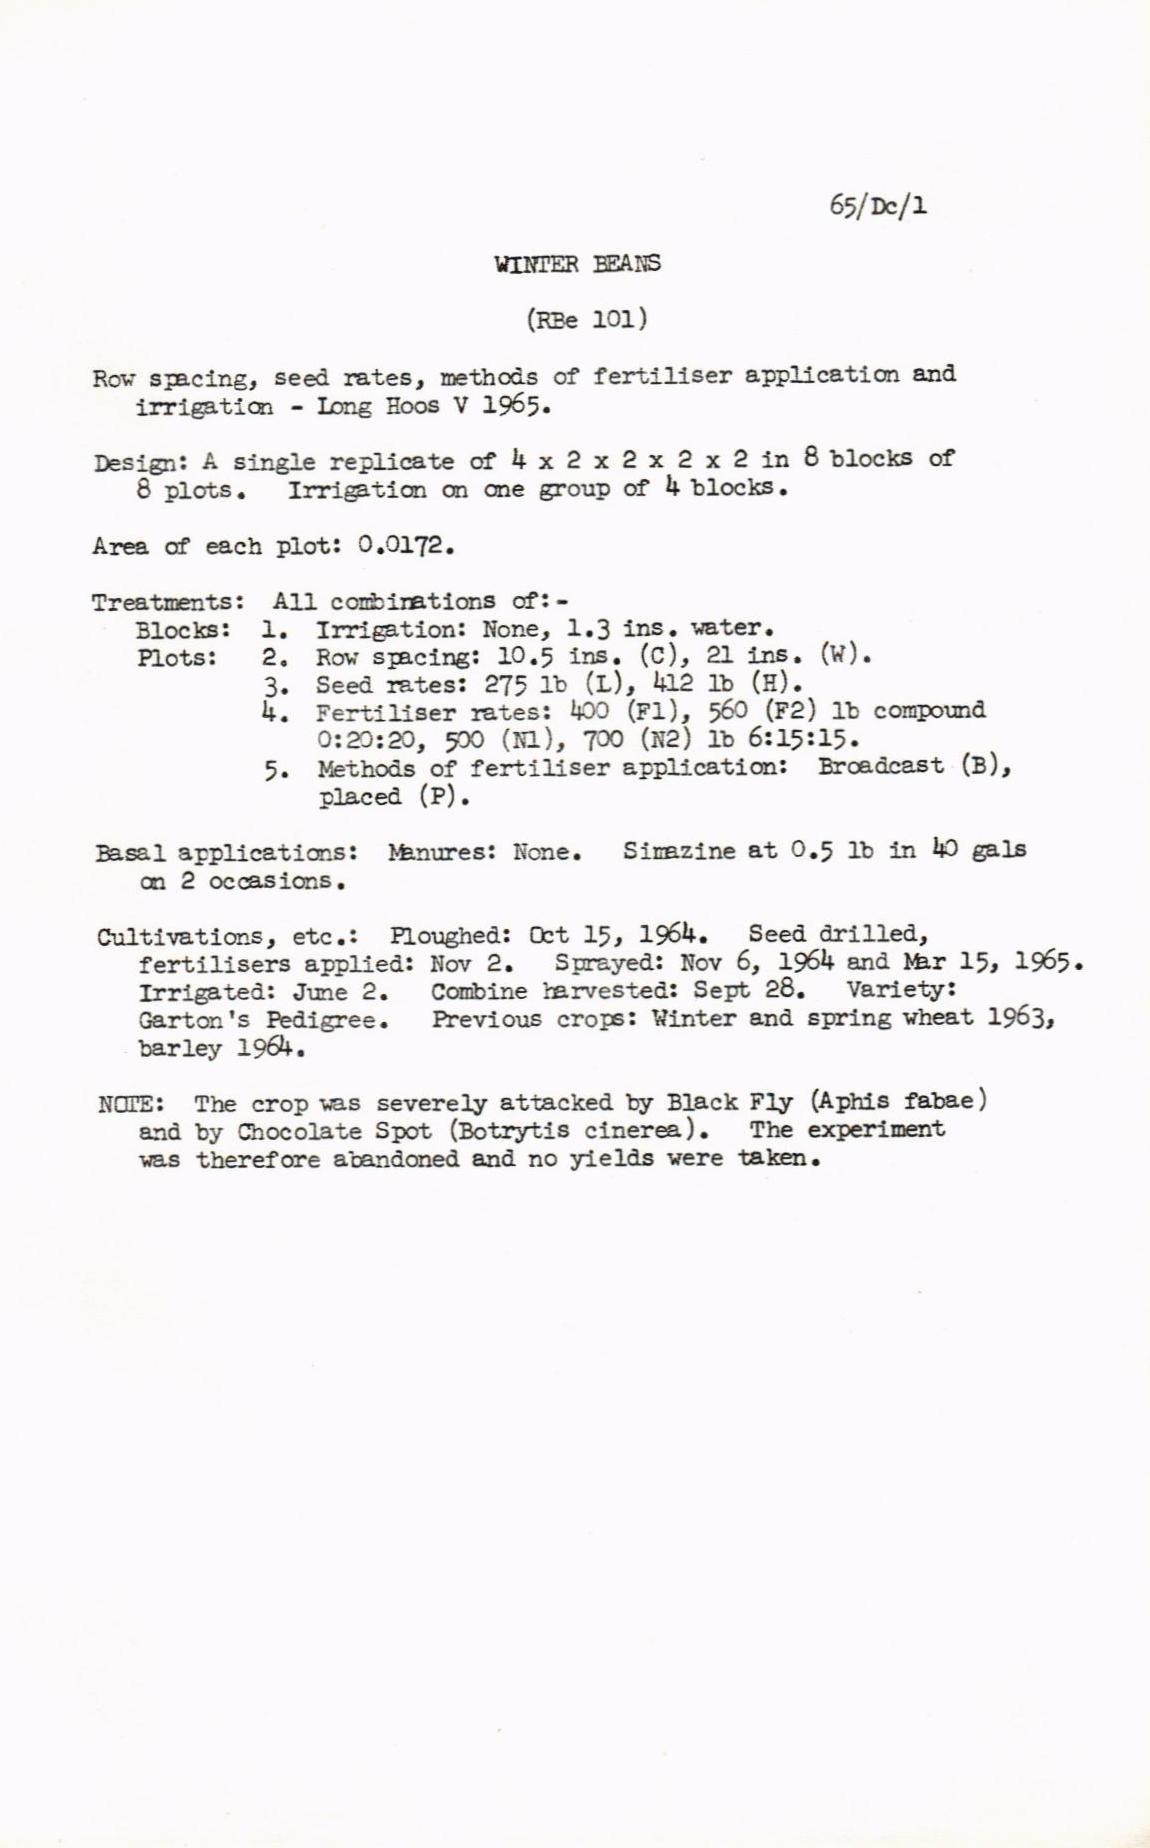 65/Dc/1
WINTER BEANS
(RBe 101)
Row spacing, seed rates, methods of fertiliser application and
irrigation - Long Hoos V 1965.
Design: A single replicate of 4 x 2 x 2 x 2 x 2 in 8 blocks of
8 plots. Irrigation on one group of 4 blocks.
Area of each plot: 0.0172.
Treatments: All combinations of:-
Blocks: 1. Irrigation: None, 1.3 ins. water.
Plots: 2. Row spacing: 10.5 ins. (C), 21 ins. (W).
3. Seed rates: 275 lb (L), 412 lb (H).
4. Fertiliser rates: 400 (F1), 560 (F2) lb compound
0:20:20, 500 (N1), 700 (N2) lb 6:15:15.
5. Methods of fertiliser application: Broadcast (B),
placed (P).
Basal applications: Manures: None. Simazine at 0.5 lb in 40 gals
on 2 occasions.
Cultivations, etc.: Ploughed: Oct 15, 1964. Seed drilled,
fertilisers applied: Nov 2. Sprayed: Nov 6, 1964 and Mar 15, 1965.
Irrigated: June 2. Combine harvested: Sept 28. Variety:
Garton's Pedigree. Previous crops: Winter and spring wheat 1963,
barley 1964.
NOTE: The crop was severely attacked by Black Fly (Aphis fabae)
and by Chocolate Spot (Botrytis cinerea). The experiment
was therefore abandoned and no yields were taken.